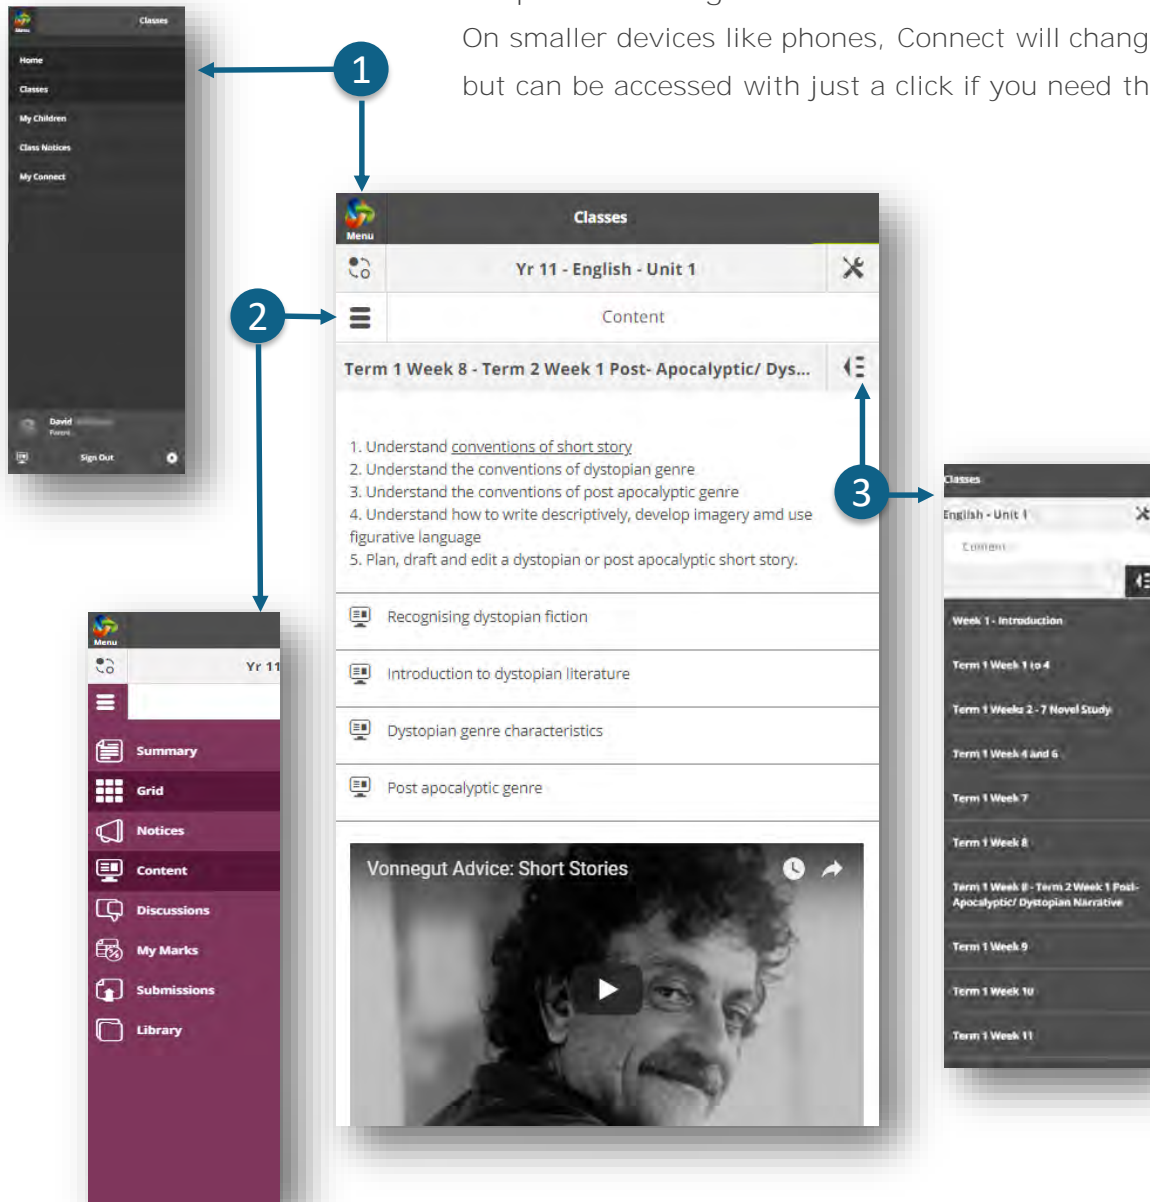 On smaller devices like phones, Connect will chang
but can be accessed with just a click if you need th
Menu
Classes
Home
Classes
My Children
Class Notices
My Connect
David
Parent
Sign Out
1
Menu
Classes
Yr 11 - English - Unit 1
Content
Term 1 Week 8 - Term 2 Week 1 Post- Apocalyptic/ Dys...
1. Understand conventions of short story
2. Understand the conventions of dystopian genre
3. Understand the conventions of post apocalyptic genre
4. Understand how to write descriptively, develop imagery amd use
figurative language
5. Plan, draft and edit a dystopian or post apocalyptic short story.
Recognising dystopian fiction
Introduction to dystopian literature
Dystopian genre characteristics
Post apocalyptic genre
Vonnegut Advice: Short Stories
2
Menu
Yr 11
Summary
Grid
Notices
Content
Discussions
My Marks
Submissions
Library
3
Classes
English - Unit 1
Content
Week 1 - Introduction
Term 1 Week 1 to 4
Term 1 Weeks 2 - 7 Novel Study
Term 1 Week 4 and 6
Term 1 Week 7
Term 1 Week 8
Term 1 Week 8 - Term 2 Week 1 Post-
Apocalyptic/ Dystopian Narrative
Term 1 Week 9
Term 1 Week 10
Term 1 Week 11